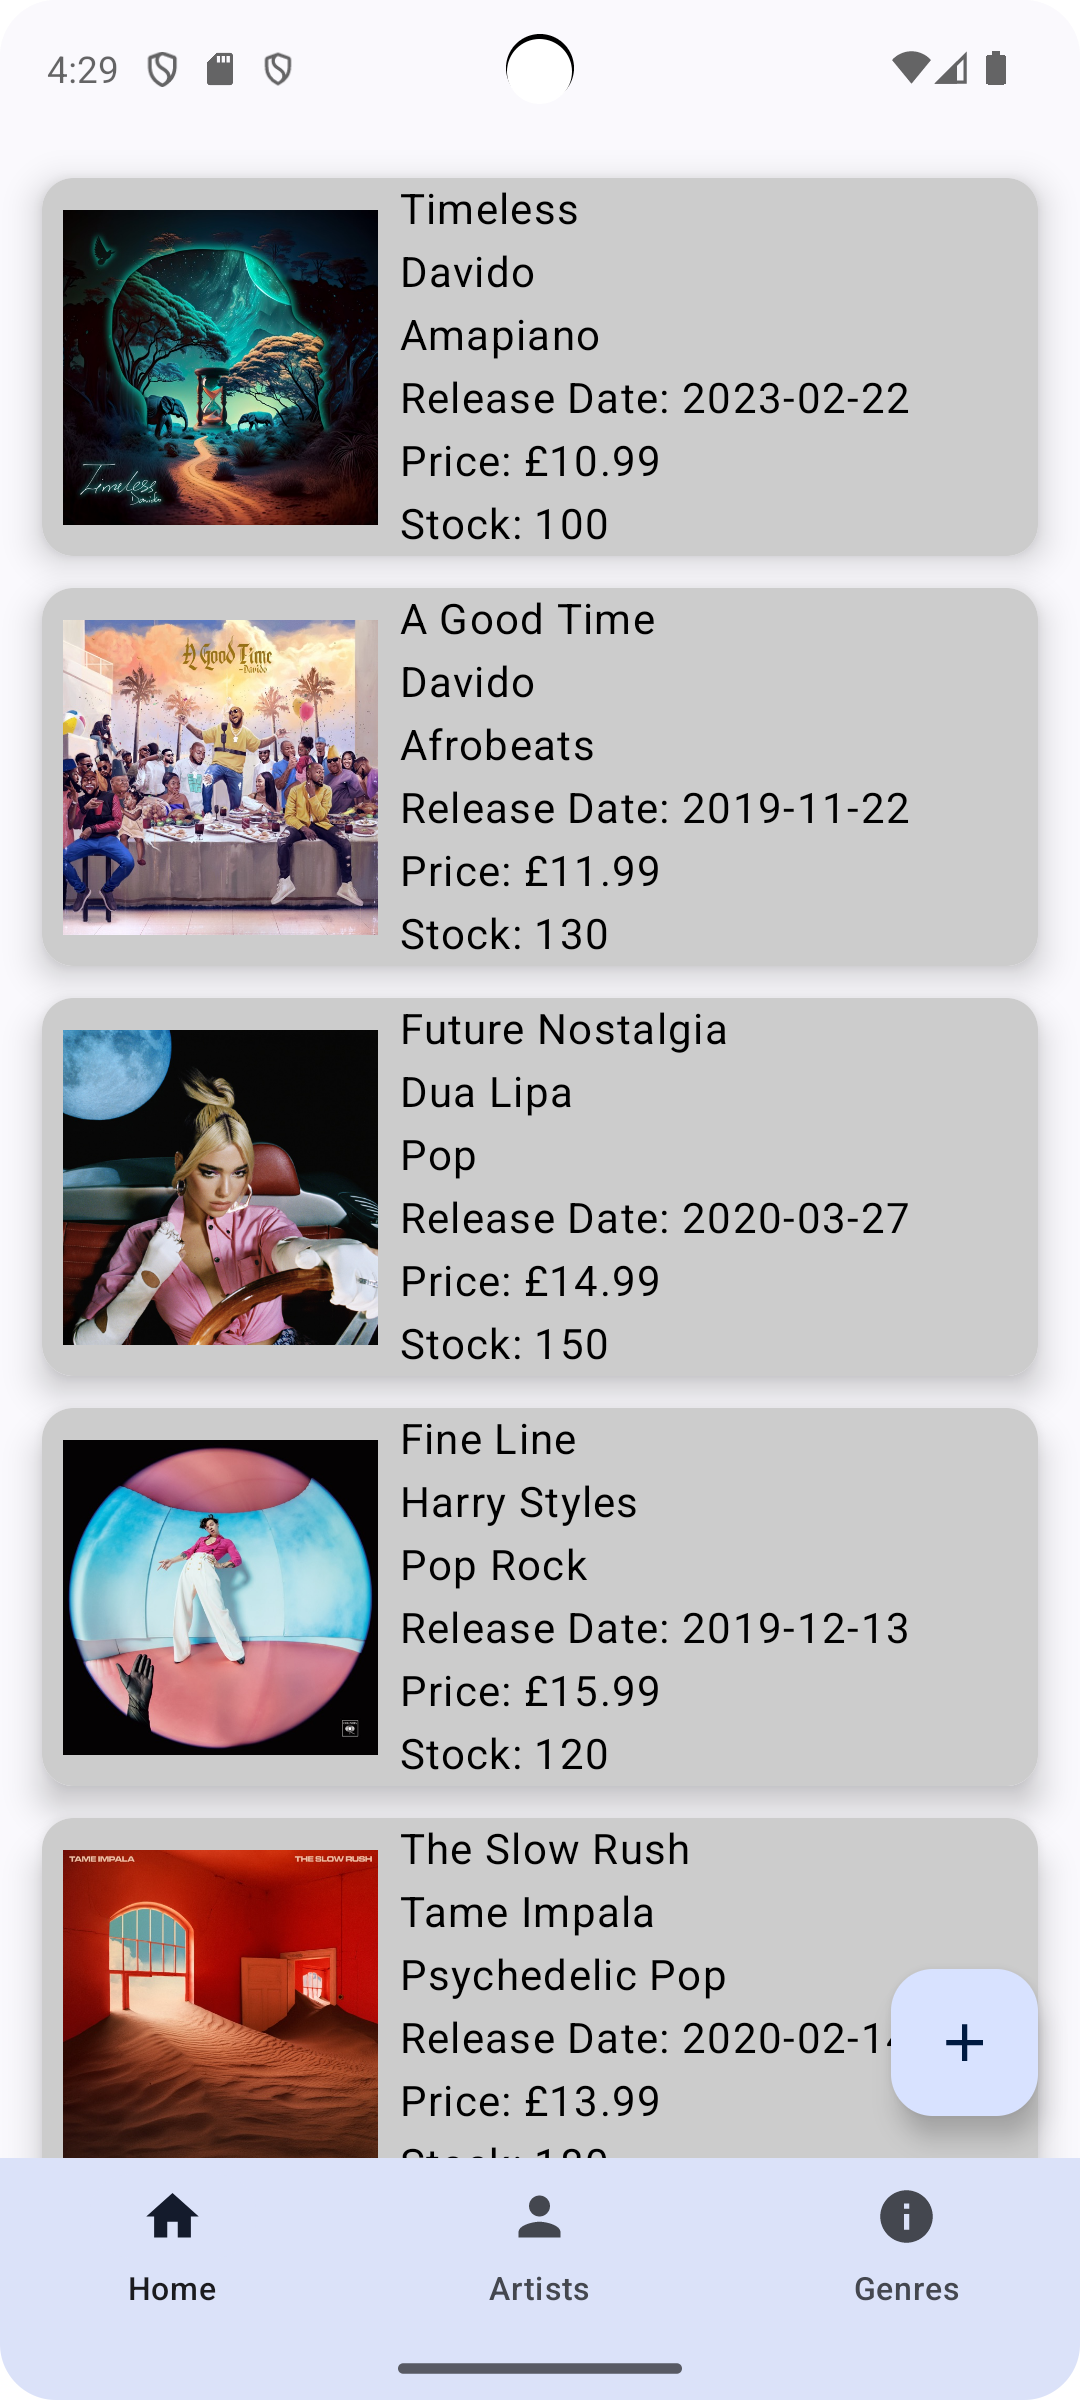 4:29
Timeless
Davido
Amapiano
Release Date: 2023-02-22
Price: £10.99
Stock: 100
Timeless
Davido
A Good Time
Davido
Afrobeats
Release Date: 2019-11-22
Price: £11.99
Stock: 130
A Good Time
-Davido
Future Nostalgia
Dua Lipa
Pop
Release Date: 2020-03-27
Price: £14.99
Stock: 150
Fine Line
Harry Styles
Pop Rock
Release Date: 2019-12-13
Price: £15.99
Stock: 120
The Slow Rush
Tame Impala
Psychedelic Pop
Release Date: 2020-02-14
Price: £13.99
TAME IMPALA THE SLOW RUSH
Home
Artists
Genres